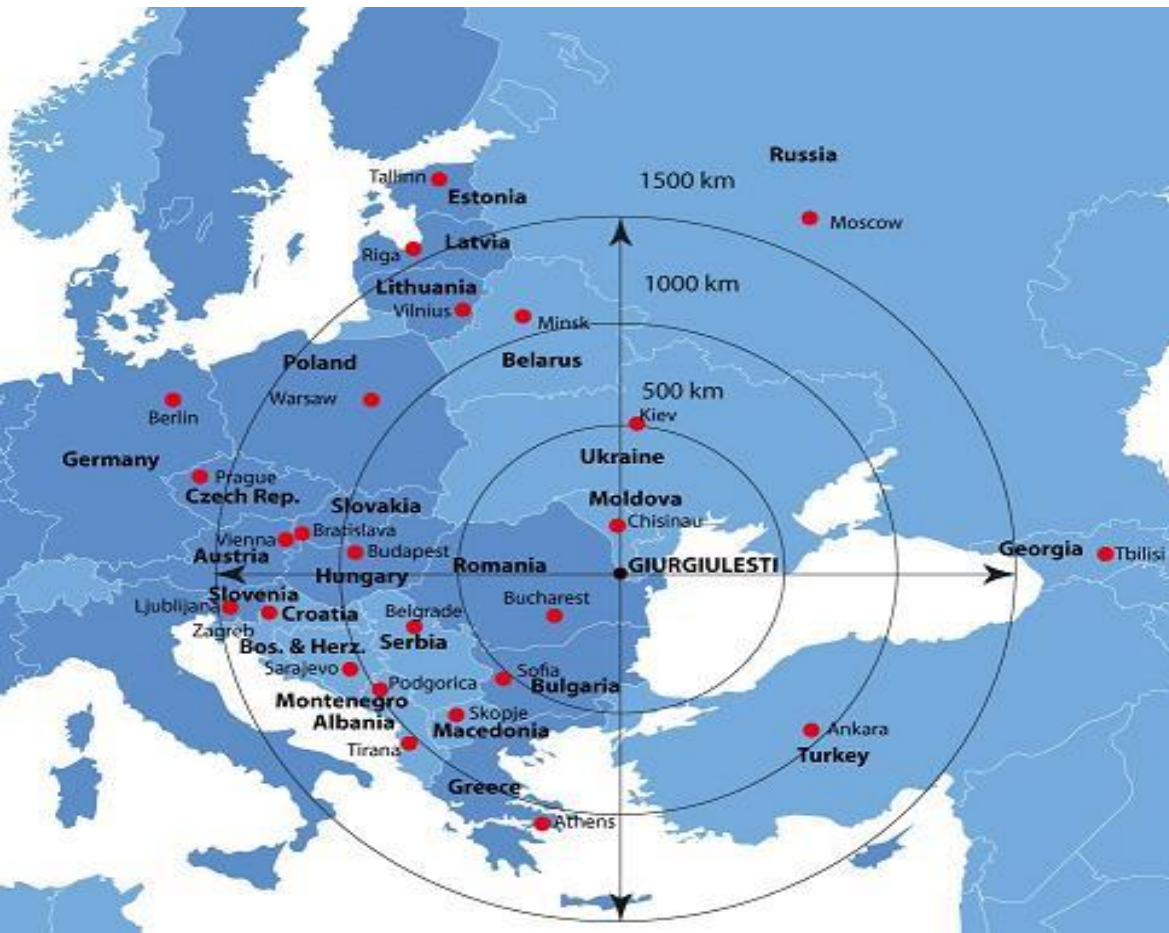 Russia
1500 km
Tallinn
Estonia
Moscow
Latvia
Riga
1000 km
Lithuania
Vilnius
Minsk
Poland
Belarus
500 km
Warsaw
Berlin
Kiev
Germany
Ukraine
Prague
Czech Rep.
Moldova
Slovakia
Chisinau
Bratislava
Vienna
Georgia
Tbilisi
Austria
Budapest
Romania
GIURGIULESTI
Hungary
Slovenia
Bucharest
Ljublijana
Croatia
Belgrade
Zagreb
Serbia
Bos. & Herz.
Sarajevo
Sofia
Podgorica
Bulgaria
Montenegro
Skopje
Albania
Macedonia
Ankara
Tirana
Turkey
Greece
Athens